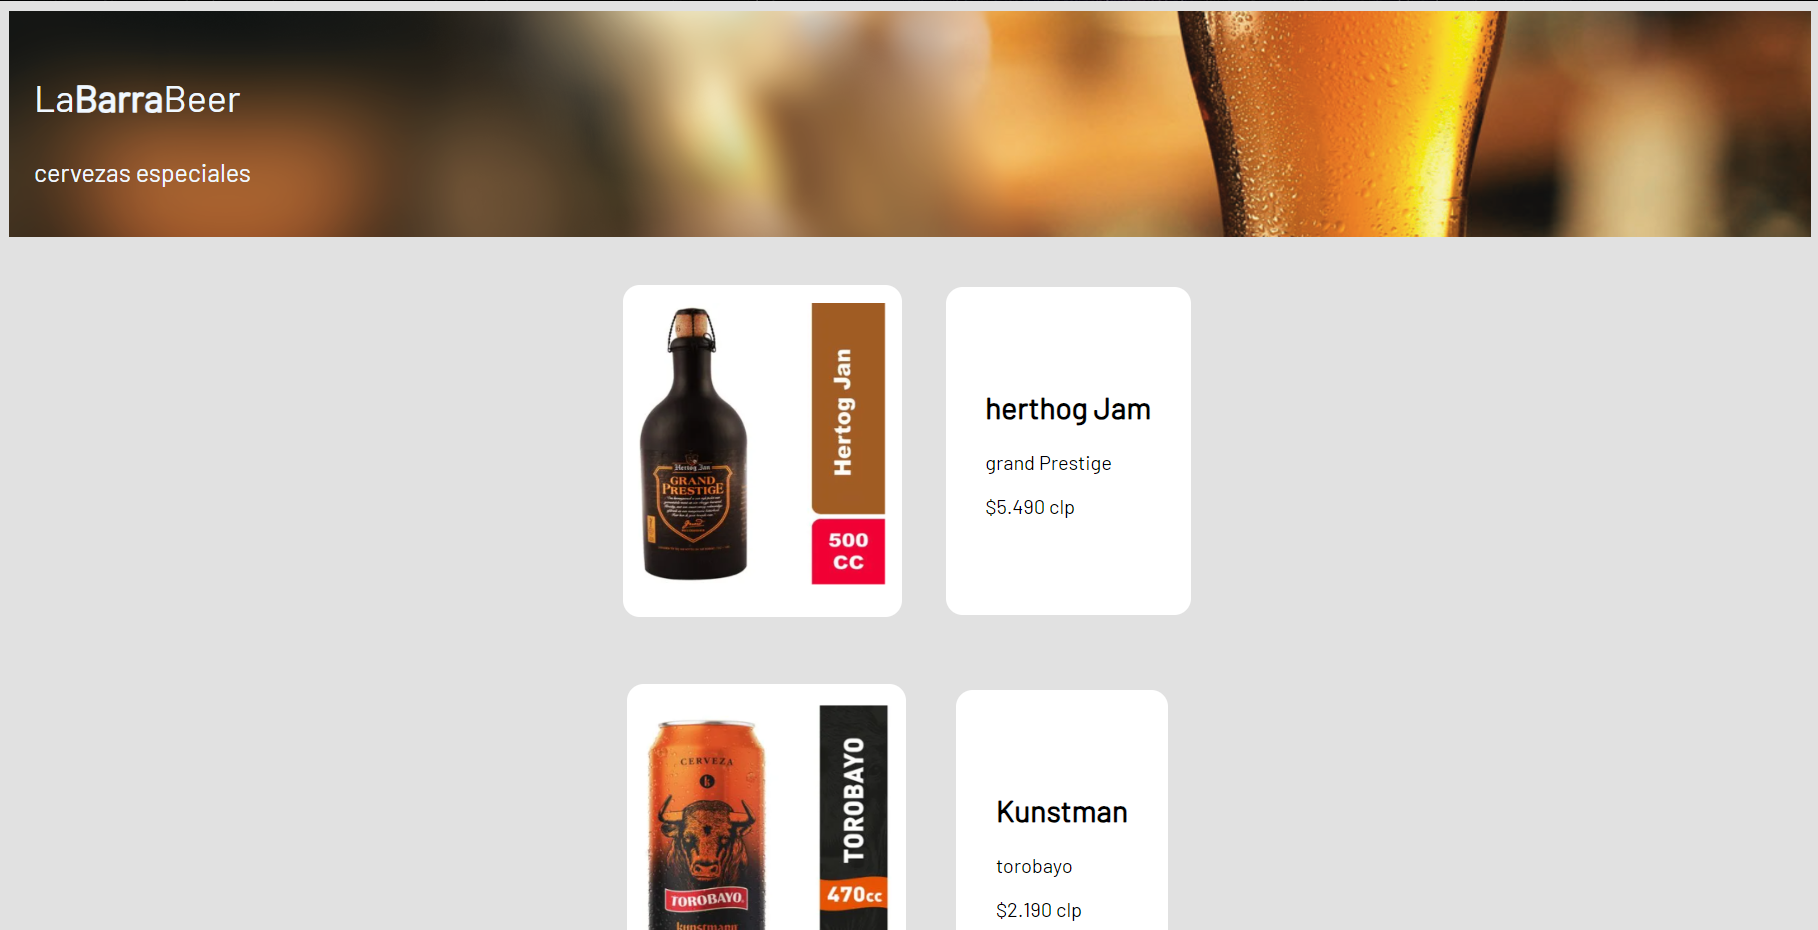 LaBarraBeer
cervezas especiales
Hertog Jan
GRAND
PRESTIGE
Hertog Jan
500
CC
herthog Jam
grand Prestige
$5.490 clp
CERVEZA
k
TOROBAYO
kunstmann
TOROBAYO
470cc
Kunstman
torobayo
$2.190 clp